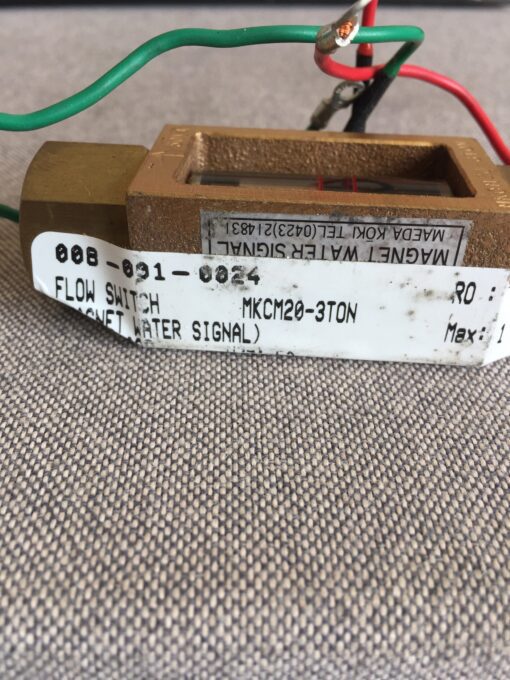 MAGNET WATER SIGNAL
MAEDA KOKI TEL(0423)21483
008-091-0024
FLOW SWITCH MKCM20-3TON RO :
WATER SIGNAL) Max: 1